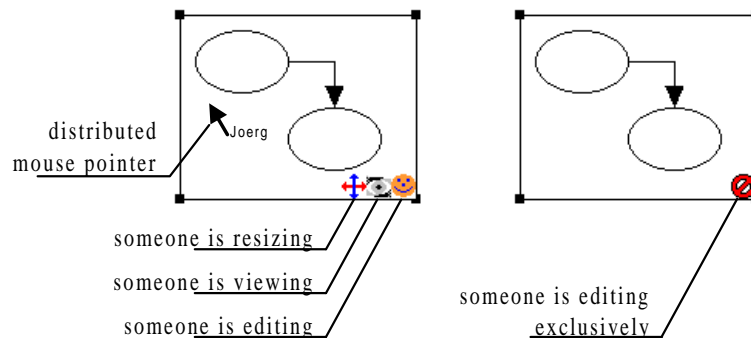 Joerg
distributed
mouse pointer
someone is resizing
someone is viewing
someone is editing
someone is editing
exclusively